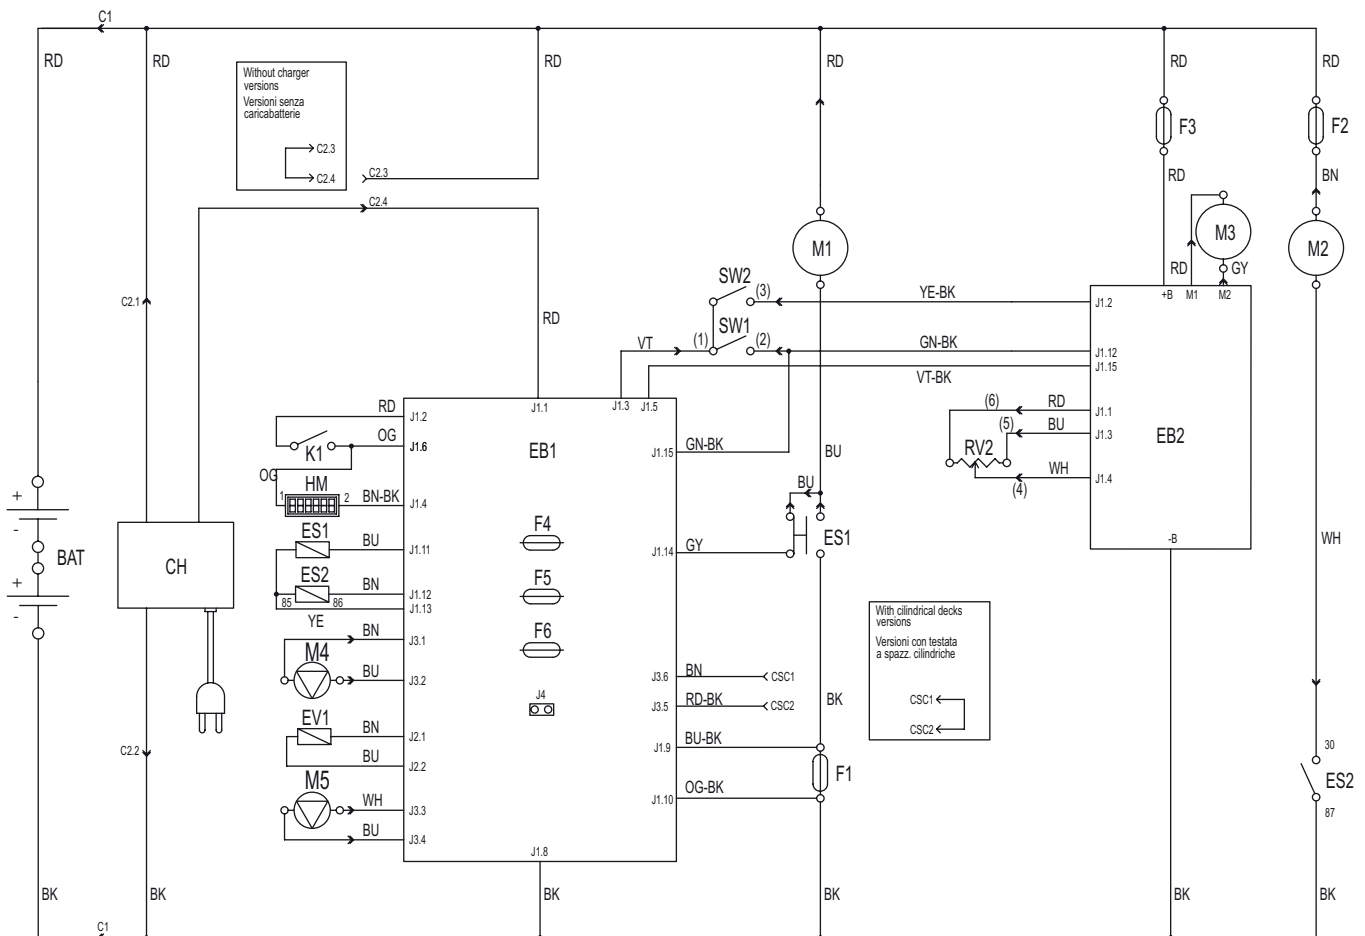 C1
RD
RD
RD
RD
RD
RD
Without charger
versions
Versioni senza
caricabatterie
C2.3
C2.4
C2.3
C2.4
F3
F2
RD
BN
M1
M3
M2
RD
GY
+B
M1
M2
C2.1
SW2
(3)
YE-BK
J1.2
RD
SW1
VT
(1)
(2)
GN-BK
J1.12
J1.15
VT-BK
RD
J1.2
J1.1
J1.3
J1.5
(6)
RD
J1.1
(5)
BU
J1.3
OG
J1.6
K1
EB1
GN-BK
J1.15
BU
RV2
EB2
WH
J1.4
(4)
OG
HM
1
2
BN-BK
J1.4
BU
+
-
ES1
BU
J1.11
F4
GY
J1.14
ES1
-B
WH
BAT
CH
ES2
BN
J1.12
85
86
J1.13
F5
+
-
YE
BN
J3.1
F6
With cilindrical decks
versions
Versioni con testata
a spazz. cilindriche
M4
BU
J3.2
J3.6
BN
CSC1
J4
J3.5
RD-BK
CSC2
BK
CSC1
CSC2
EV1
BN
J2.1
BU
J2.2
C2.2
J1.9
BU-BK
30
M5
WH
J3.3
F1
ES2
J1.10
OG-BK
87
BU
J3.4
J1.8
BK
BK
BK
BK
BK
BK
C1